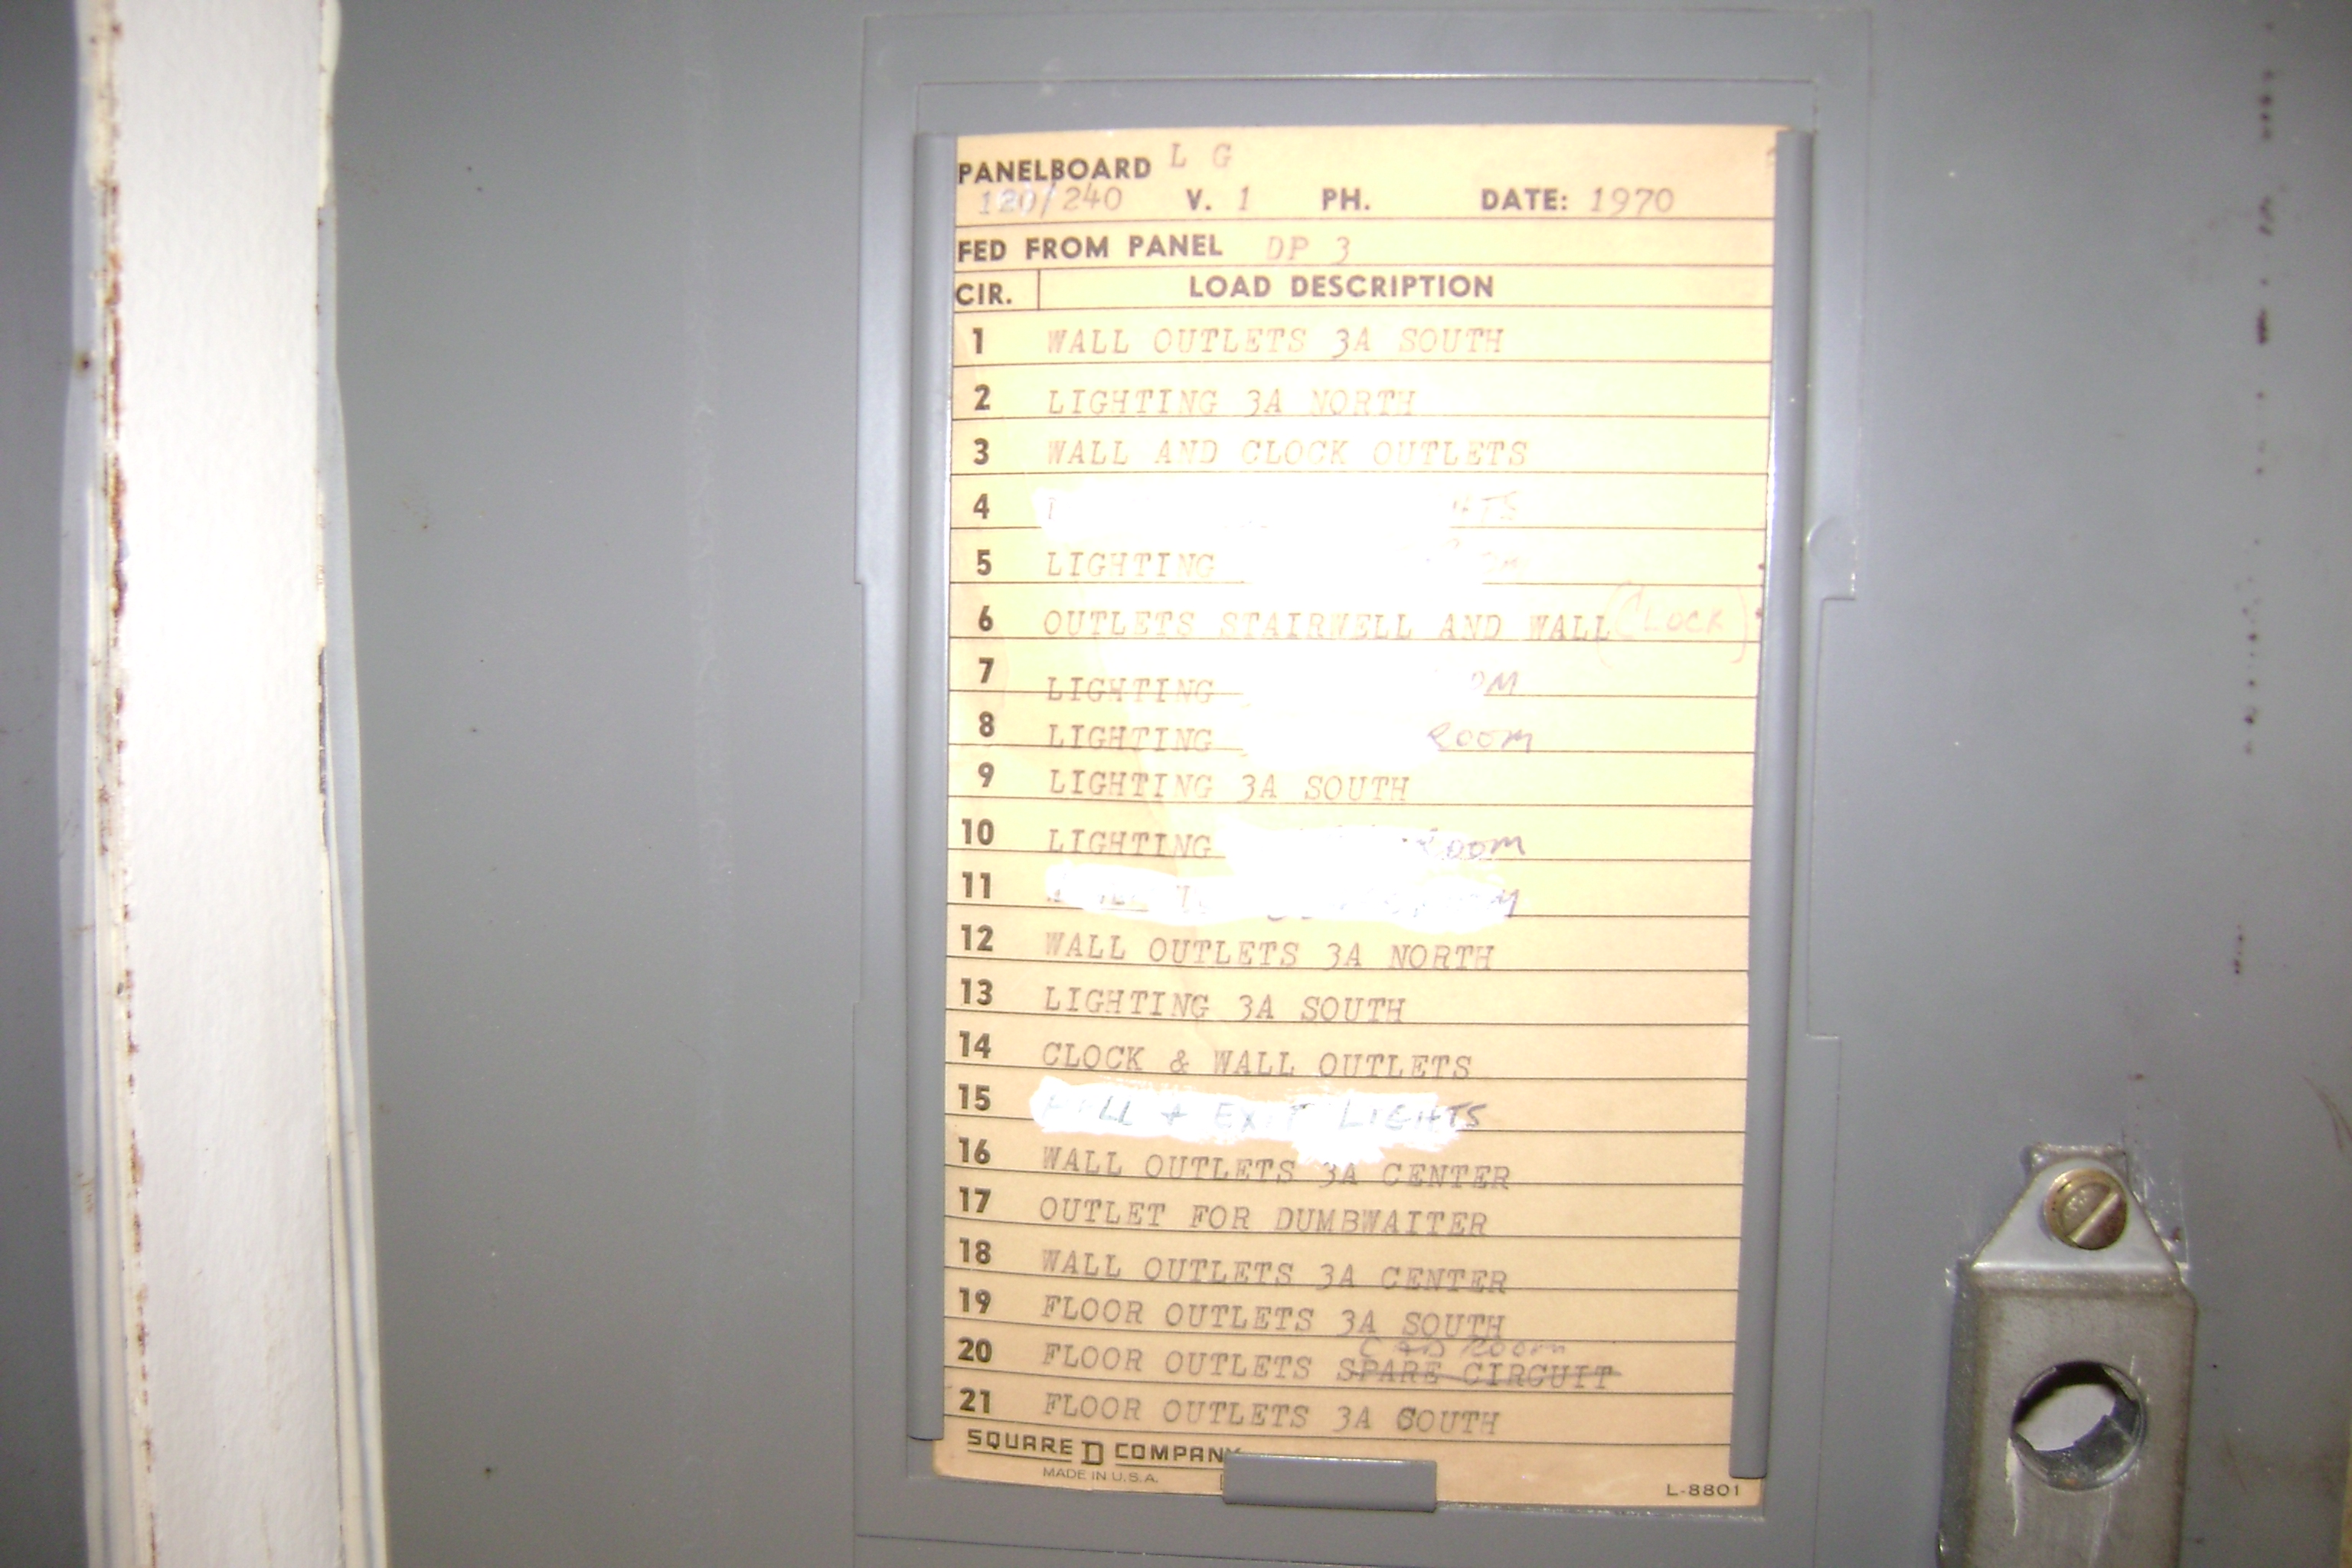 PANELBOARD L G
120/240 V. 1 PH. DATE: 1970
FED FROM PANEL DP 3
CIR. LOAD DESCRIPTION
1 WALL OUTLETS 3A SOUTH
2 LIGHTING 3A NORTH
3 WALL AND CLOCK OUTLETS
4
5 LIGHTING
6 OUTLETS STAIRWELL AND WALL (CLOCK)
7 LIGHTING
8 LIGHTING ROOM
9 LIGHTING 3A SOUTH
10 LIGHTING ROOM
11
12 WALL OUTLETS 3A NORTH
13 LIGHTING 3A SOUTH
14 CLOCK & WALL OUTLETS
15 + EXIT LIGHTS
16 WALL OUTLETS 3A CENTER
17 OUTLET FOR DUMBWAITER
18 WALL OUTLETS 3A CENTER
19 FLOOR OUTLETS 3A SOUTH
CAD ROOM
20 FLOOR OUTLETS SPARE CIRCUIT
21 FLOOR OUTLETS 3A SOUTH
SQUARE D COMPANY
MADE IN U.S.A.
L-8801